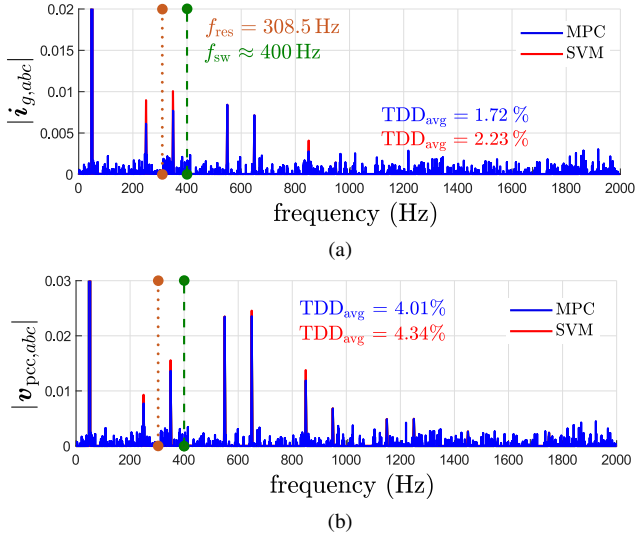 0.02
0.015
0.01
0.005
0
|i_{g,abc}|
f_res = 308.5 Hz
f_sw ≈ 400 Hz
MPC
SVM
TDD_avg = 1.72 %
TDD_avg = 2.23 %
0 200 400 600 800 1000 1200 1400 1600 1800 2000
frequency (Hz)
(a)
0.03
0.02
0.01
0
|v_{pcc,abc}|
TDD_avg = 4.01%
TDD_avg = 4.34%
MPC
SVM
0 200 400 600 800 1000 1200 1400 1600 1800 2000
frequency (Hz)
(b)